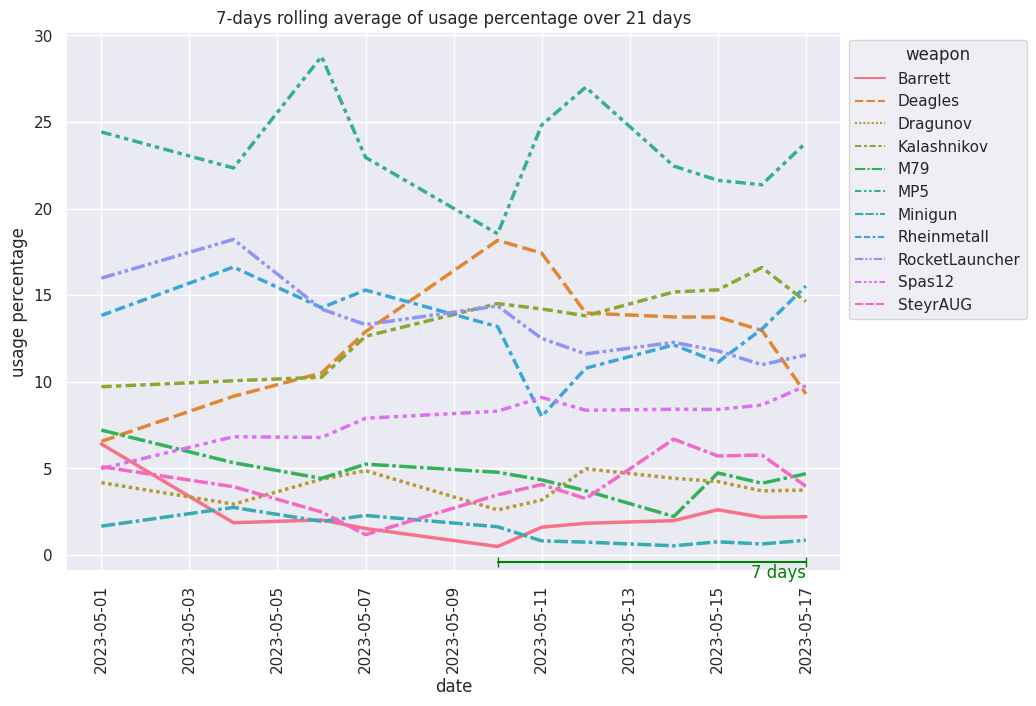 7-days rolling average of usage percentage over 21 days
30
25
20
15
10
5
0
usage percentage
2023-05-01
2023-05-03
2023-05-05
2023-05-07
2023-05-09
2023-05-11
2023-05-13
2023-05-15
2023-05-17
date
7 days
weapon
Barrett
Deagles
Dragunov
Kalashnikov
M79
MP5
Minigun
Rheinmetall
RocketLauncher
Spas12
SteyrAUG